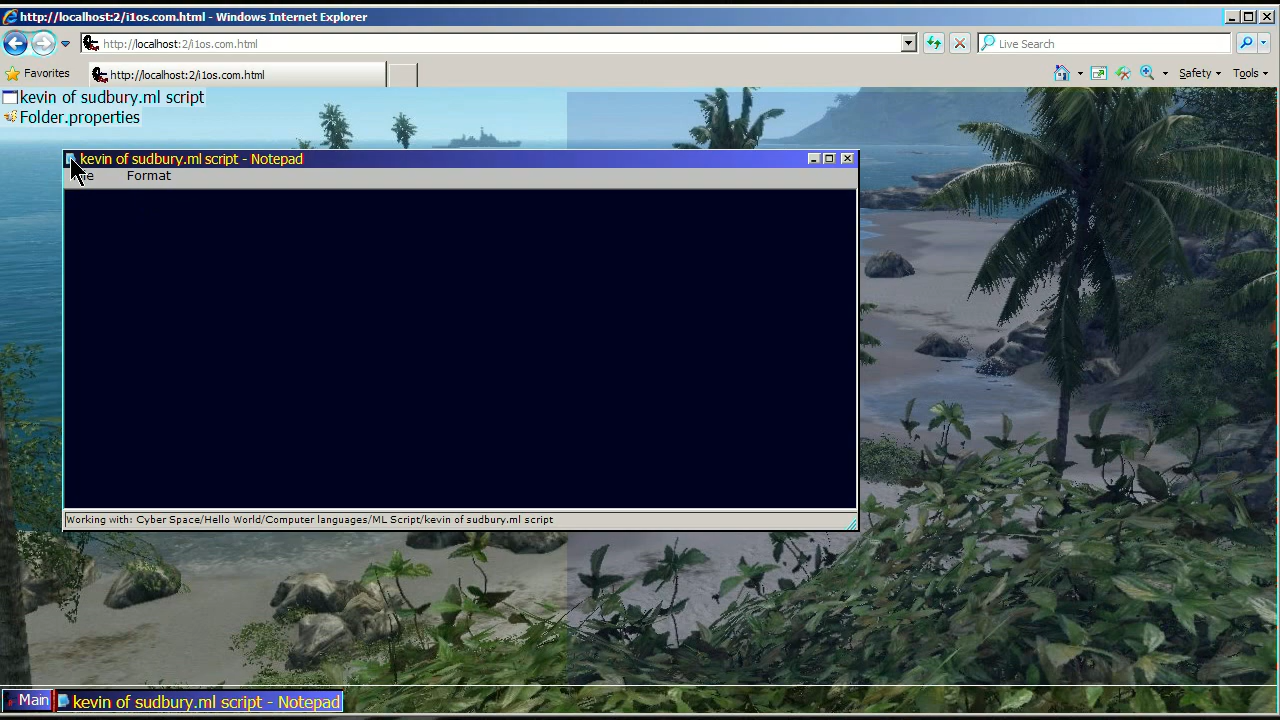 http://localhost:2/i1os.com.html - Windows Internet Explorer
http://localhost:2/i1os.com.html
Live Search
Favorites
http://localhost:2/i1os.com.html
Safety
Tools
kevin of sudbury.ml script
Folder.properties
kevin of sudbury.ml script - Notepad
Format
Working with: Cyber Space/Hello World/Computer languages/ML Script/kevin of sudbury.ml script
Main
kevin of sudbury.ml script - Notepad